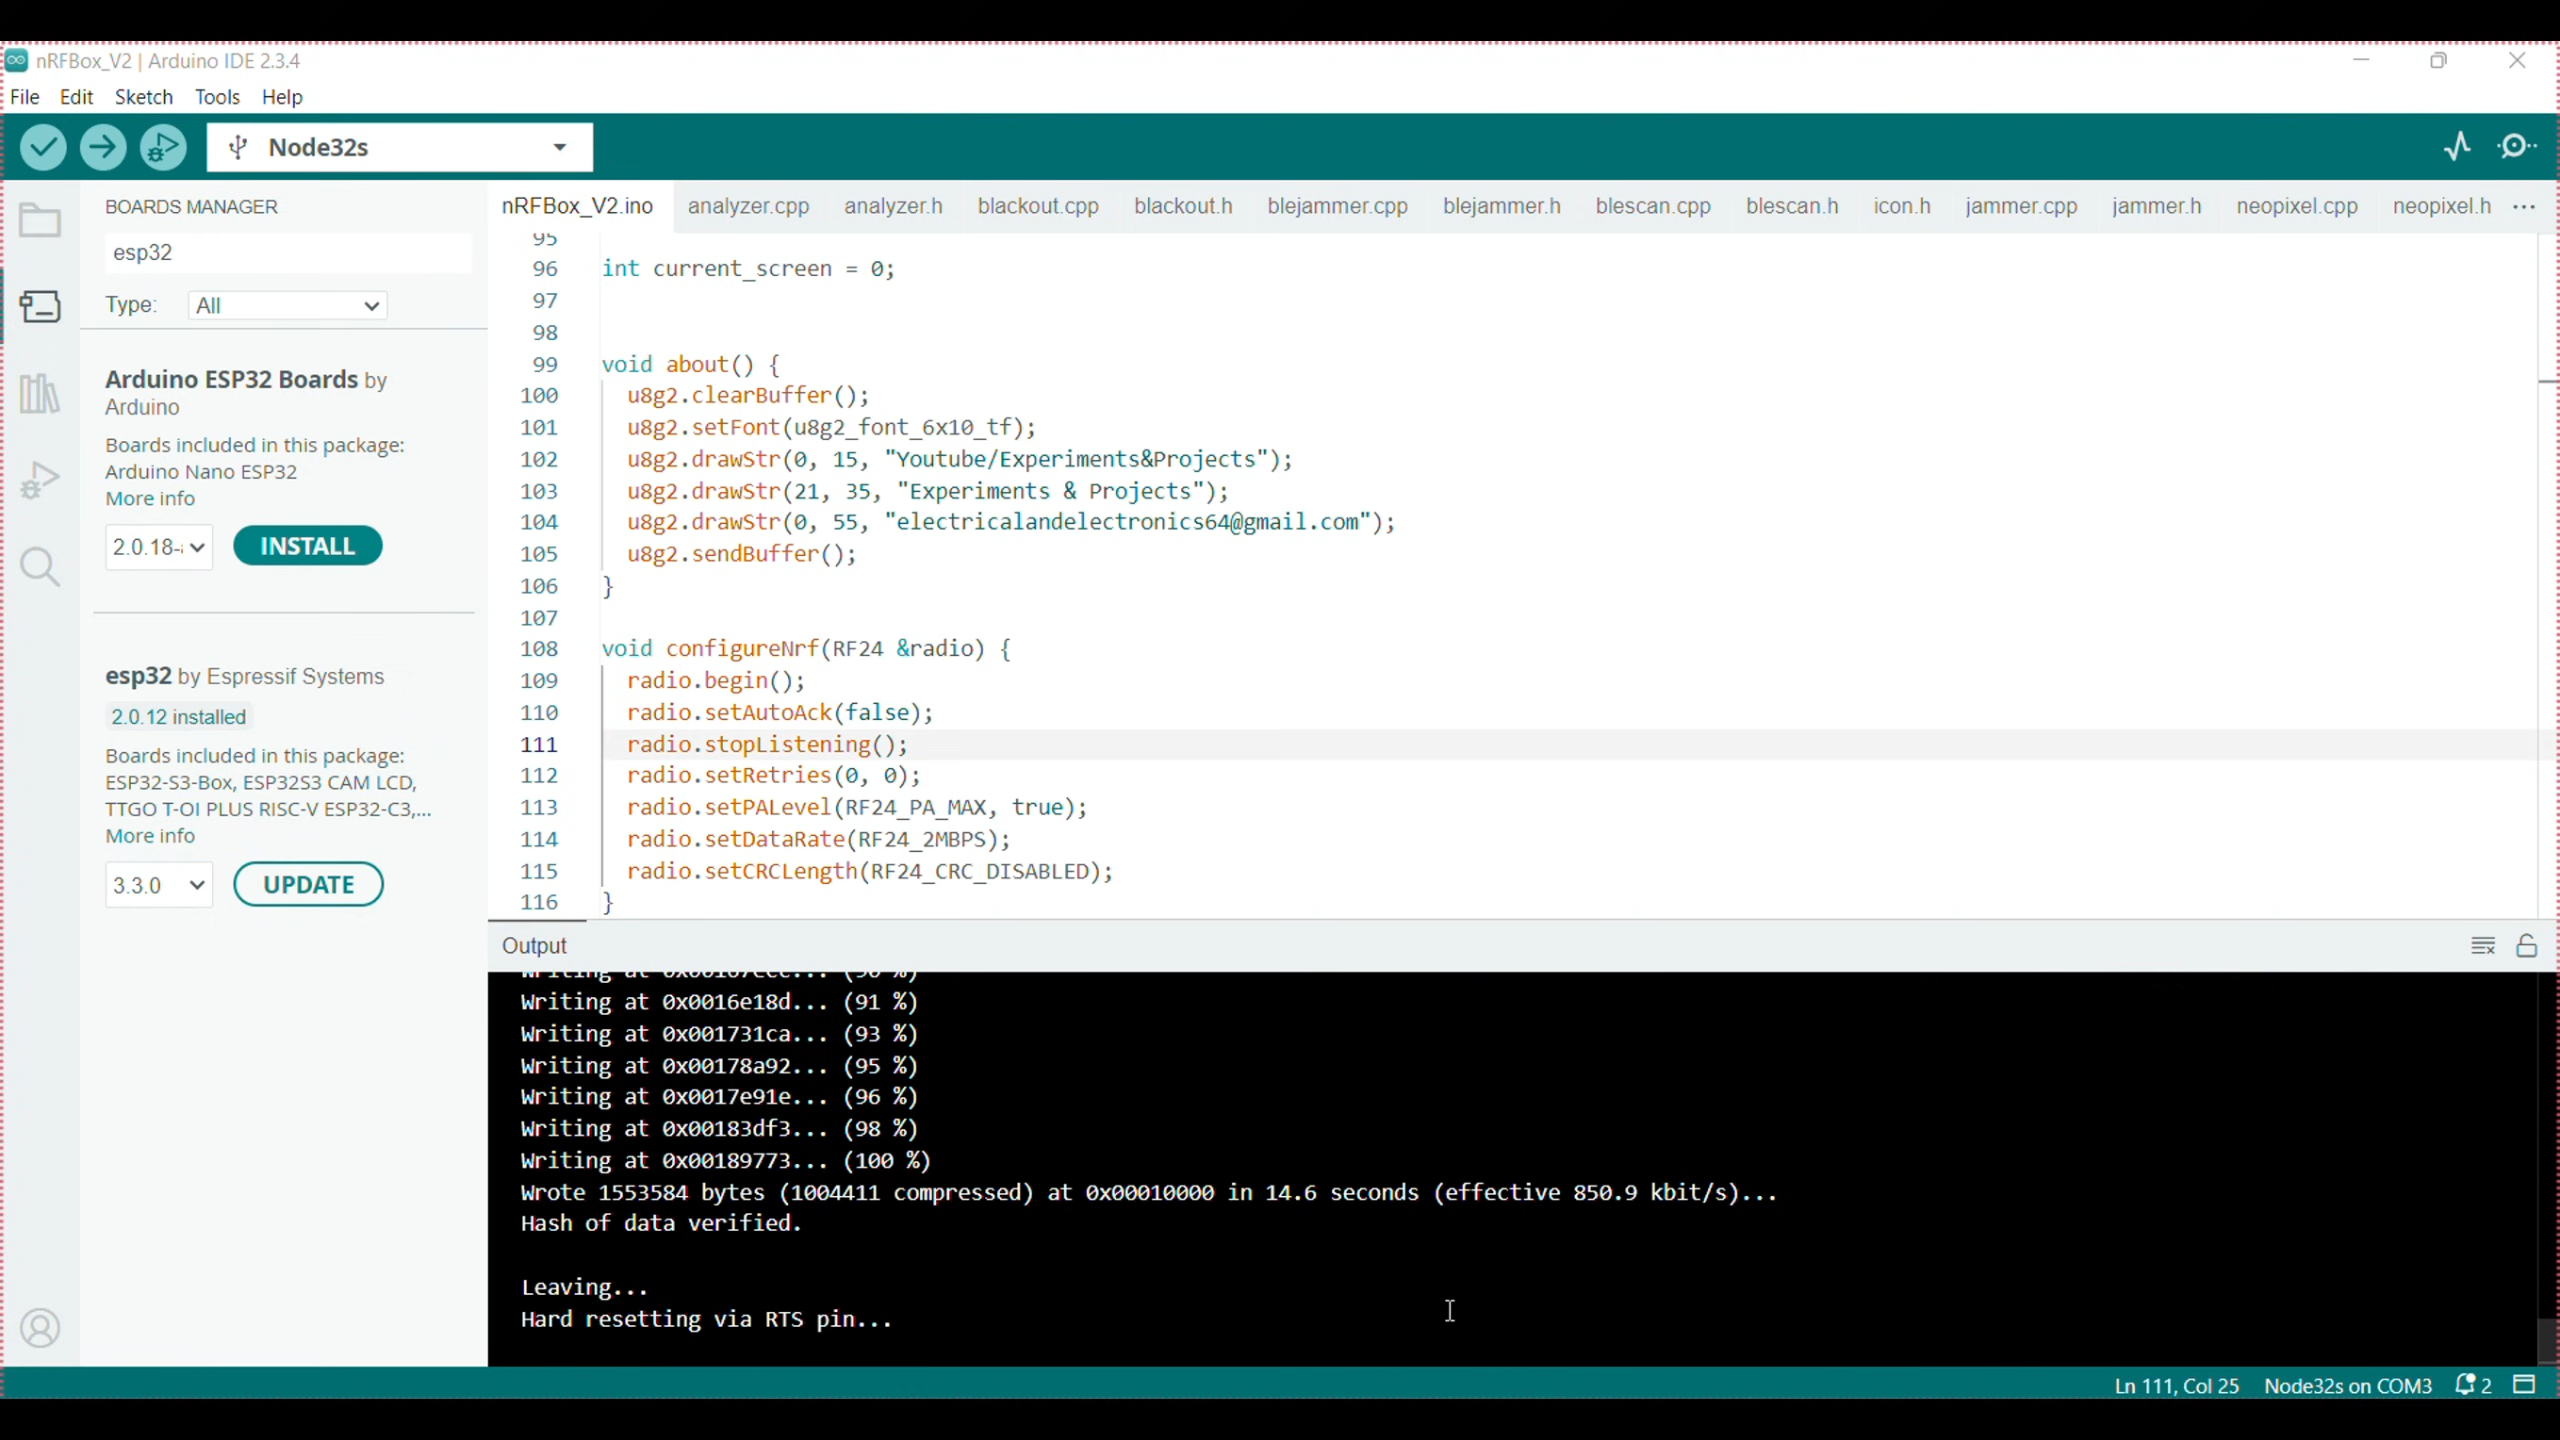 nRFBox_V2 | Arduino IDE 2.3.4
File Edit Sketch Tools Help
Node32s
BOARDS MANAGER
esp32
Type: All
Arduino ESP32 Boards by
Arduino
Boards included in this package:
Arduino Nano ESP32
More info
2.0.18- INSTALL
esp32 by Espressif Systems
2.0.12 installed
Boards included in this package:
ESP32-S3-Box, ESP32S3 CAM LCD,
TTGO T-OI PLUS RISC-V ESP32-C3,...
More info
3.3.0 UPDATE
nRFBox_V2.ino analyzer.cpp analyzer.h blackout.cpp blackout.h blejammer.cpp blejammer.h blescan.cpp blescan.h icon.h jammer.cpp jammer.h neopixel.cpp neopixel.h ...
95
96 int current_screen = 0;
97
98
99 void about() {
100 u8g2.clearBuffer();
101 u8g2.setFont(u8g2_font_6x10_tf);
102 u8g2.drawStr(0, 15, "Youtube/Experiments&Projects");
103 u8g2.drawStr(21, 35, "Experiments & Projects");
104 u8g2.drawStr(0, 55, "electricalandelectronics64@gmail.com");
105 u8g2.sendBuffer();
106 }
107
108 void configureNrf(RF24 &radio) {
109 radio.begin();
110 radio.setAutoAck(false);
111 radio.stopListening();
112 radio.setRetries(0, 0);
113 radio.setPALevel(RF24_PA_MAX, true);
114 radio.setDataRate(RF24_2MBPS);
115 radio.setCRCLength(RF24_CRC_DISABLED);
116 }
Output
Writing at 0x0016e18d... (91 %)
Writing at 0x001731ca... (93 %)
Writing at 0x00178a92... (95 %)
Writing at 0x0017e91e... (96 %)
Writing at 0x00183df3... (98 %)
Writing at 0x00189773... (100 %)
Wrote 1553584 bytes (1004411 compressed) at 0x00010000 in 14.6 seconds (effective 850.9 kbit/s)...
Hash of data verified.
Leaving...
Hard resetting via RTS pin...
Ln 111, Col 25 Node32s on COM3 2